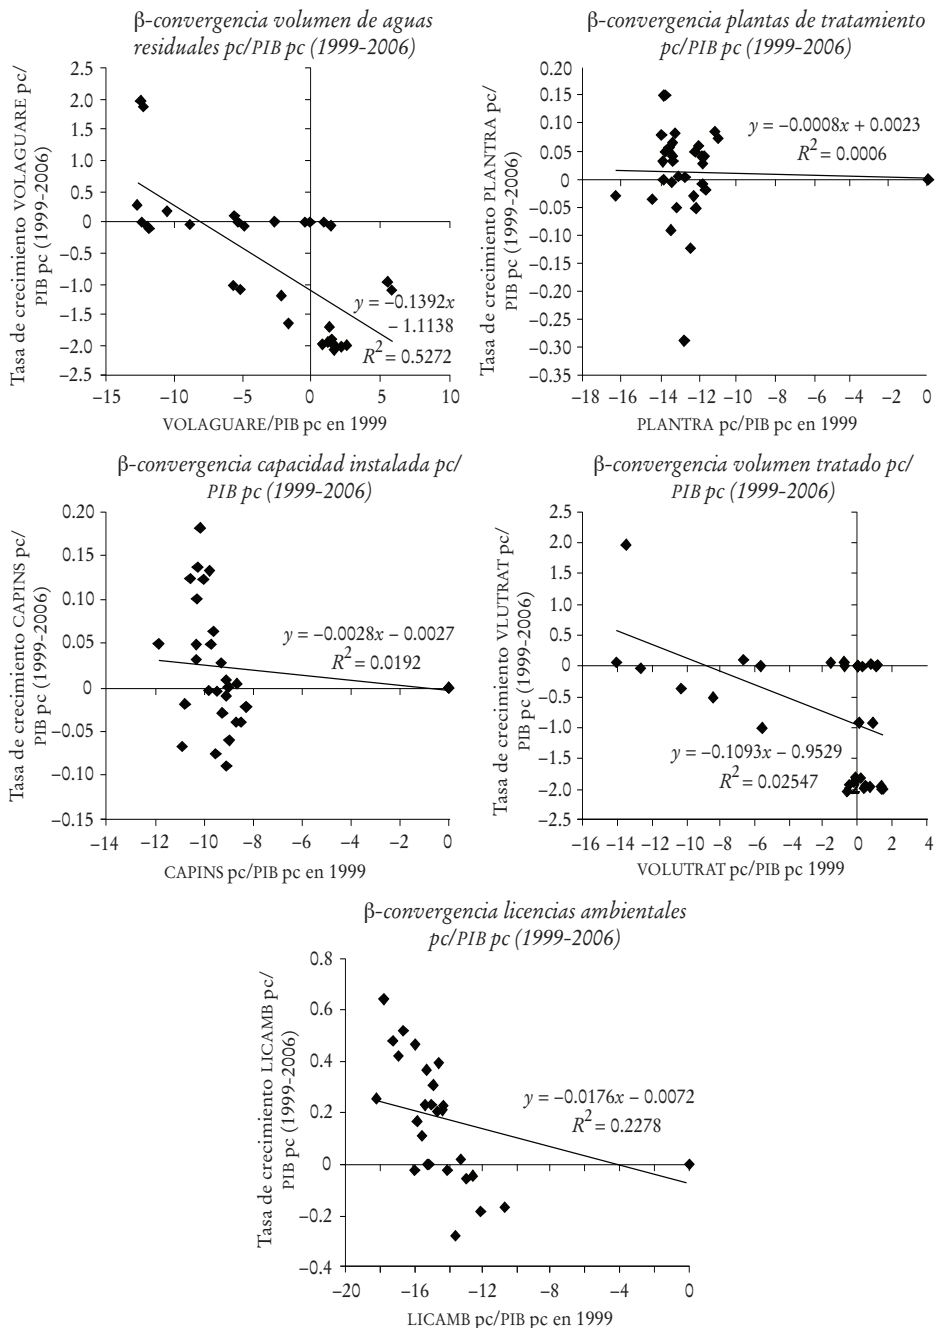 β-convergencia volumen de aguas
residuales pc/PIB pc (1999-2006)
Tasa de crecimiento VOLAGUARE pc/
PIB pc (1999-2006)
2.5
2.0
1.5
1.0
0.5
0
−0.5
−1.0
−1.5
−2.0
−2.5
y = −0.1392x
− 1.1138
R² = 0.5272
−15 −10 −5 0 5 10
VOLAGUARE/PIB pc en 1999
β-convergencia plantas de tratamiento
pc/PIB pc (1999-2006)
Tasa de crecimiento PLANTRA pc/
PIB pc (1999-2006)
0.20
0.15
0.10
0.05
0
−0.05
−0.10
−0.15
−0.20
−0.25
−0.30
−0.35
y = −0.0008x + 0.0023
R² = 0.0006
−18 −16 −14 −12 −10 −8 −6 −4 −2 0
PLANTRA pc/PIB pc en 1999
β-convergencia capacidad instalada pc/
PIB pc (1999-2006)
Tasa de crecimiento CAPINS pc/
PIB pc (1999-2006)
0.20
0.15
0.10
0.05
0
−0.05
−0.10
−0.15
y = −0.0028x − 0.0027
R² = 0.0192
−14 −12 −10 −8 −6 −4 −2 0
CAPINS pc/PIB pc en 1999
β-convergencia volumen tratado pc/
PIB pc (1999-2006)
Tasa de crecimiento VLUTRAT pc/
PIB pc (1999-2006)
2.5
2.0
1.5
1.0
0.5
0
−0.5
−1.0
−1.5
−2.0
−2.5
y = −0.1093x − 0.9529
R² = 0.02547
−16 −14 −12 −10 −8 −6 −4 −2 0 2 4
VOLUTRAT pc/PIB pc 1999
β-convergencia licencias ambientales
pc/PIB pc (1999-2006)
Tasa de crecimiento LICAMB pc/
PIB pc (1999-2006)
0.8
0.6
0.4
0.2
0
−0.2
−0.4
y = −0.0176x − 0.0072
R² = 0.2278
−20 −16 −12 −8 −4 0
LICAMB pc/PIB pc en 1999